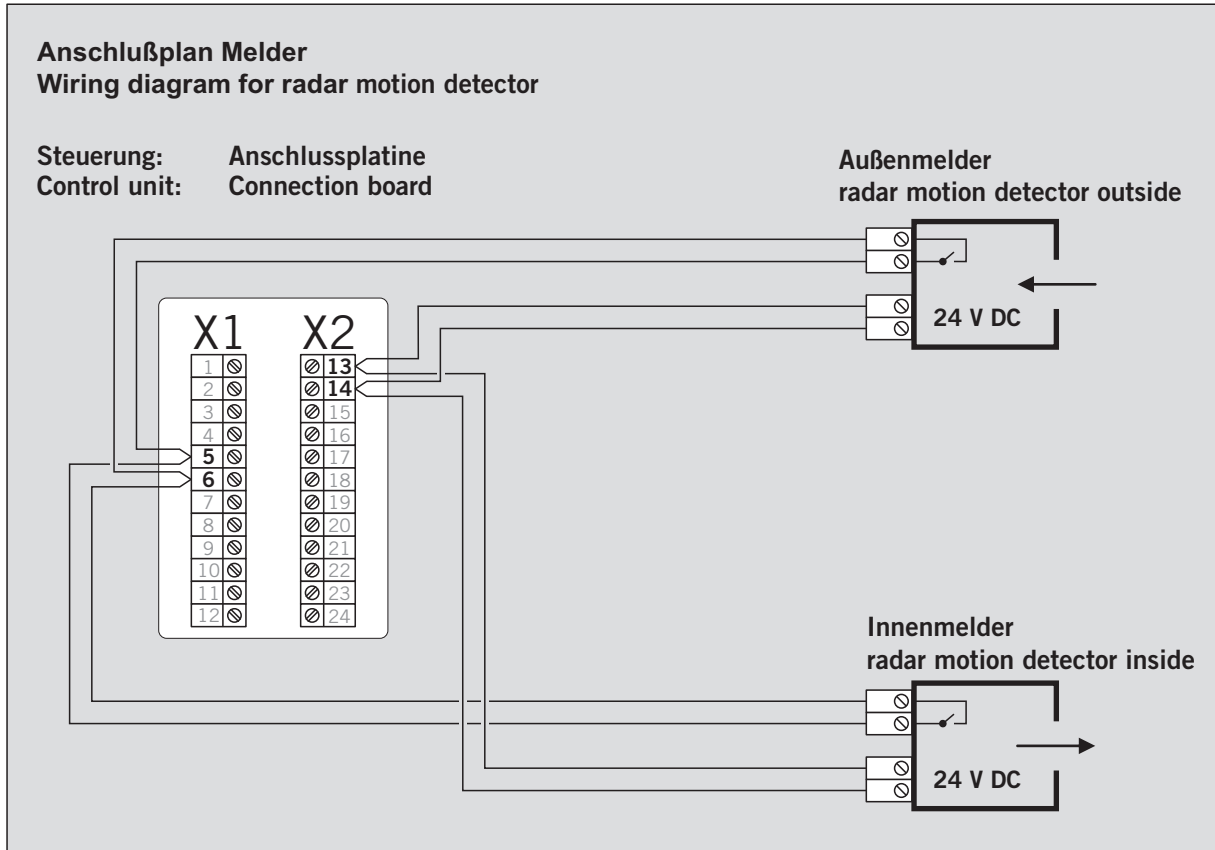 Anschlußplan Melder
Wiring diagram for radar motion detector
Steuerung: Anschlussplatine
Control unit: Connection board
Außenmelder
radar motion detector outside
24 V DC
X1 X2
1 13
2 14
3 15
4 16
5 17
6 18
7 19
8 20
9 21
10 22
11 23
12 24
Innenmelder
radar motion detector inside
24 V DC